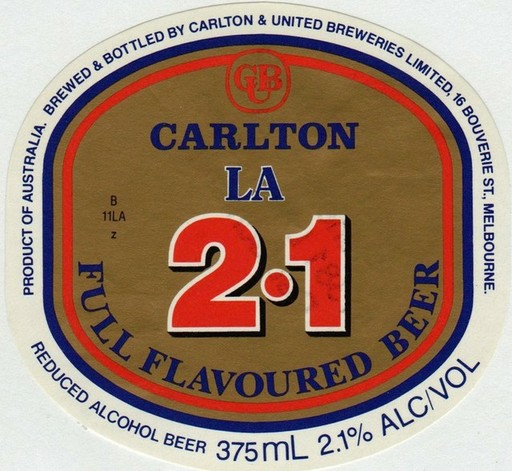 PRODUCT OF AUSTRALIA. BREWED & BOTTLED BY CARLTON & UNITED BREWERIES LIMITED, 16 BOUVERIE ST., MELBOURNE.
CUB
CARLTON
LA
B
11LA
z
2·1
FULL FLAVOURED BEER
REDUCED ALCOHOL BEER 375mL 2.1% ALC/VOL